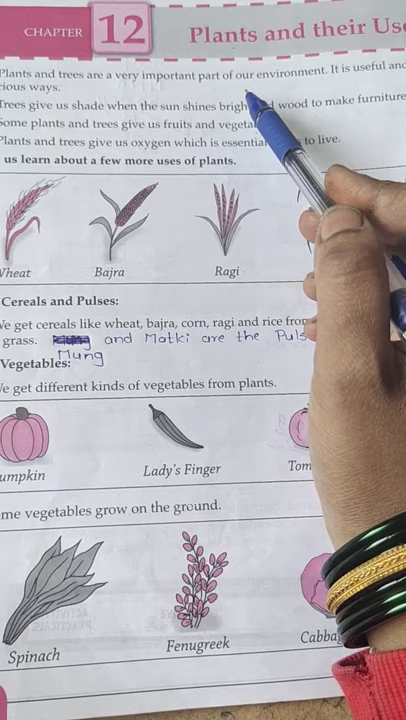 CHAPTER 12 Plants and their Us
Plants and trees are a very important part of our environment. It is useful and
rious ways.
Trees give us shade when the sun shines brigh d wood to make furniture
Some plants and trees give us fruits and vegeta
Plants and trees give us oxygen which is essential to live.
us learn about a few more uses of plants.
Wheat Bajra Ragi
Cereals and Pulses:
We get cereals like wheat, bajra, corn, ragi and rice from
grass. and Matki are the Puls
Mung
Vegetables:
We get different kinds of vegetables from plants.
umpkin Lady's Finger Tom
me vegetables grow on the ground.
Spinach Fenugreek Cabba